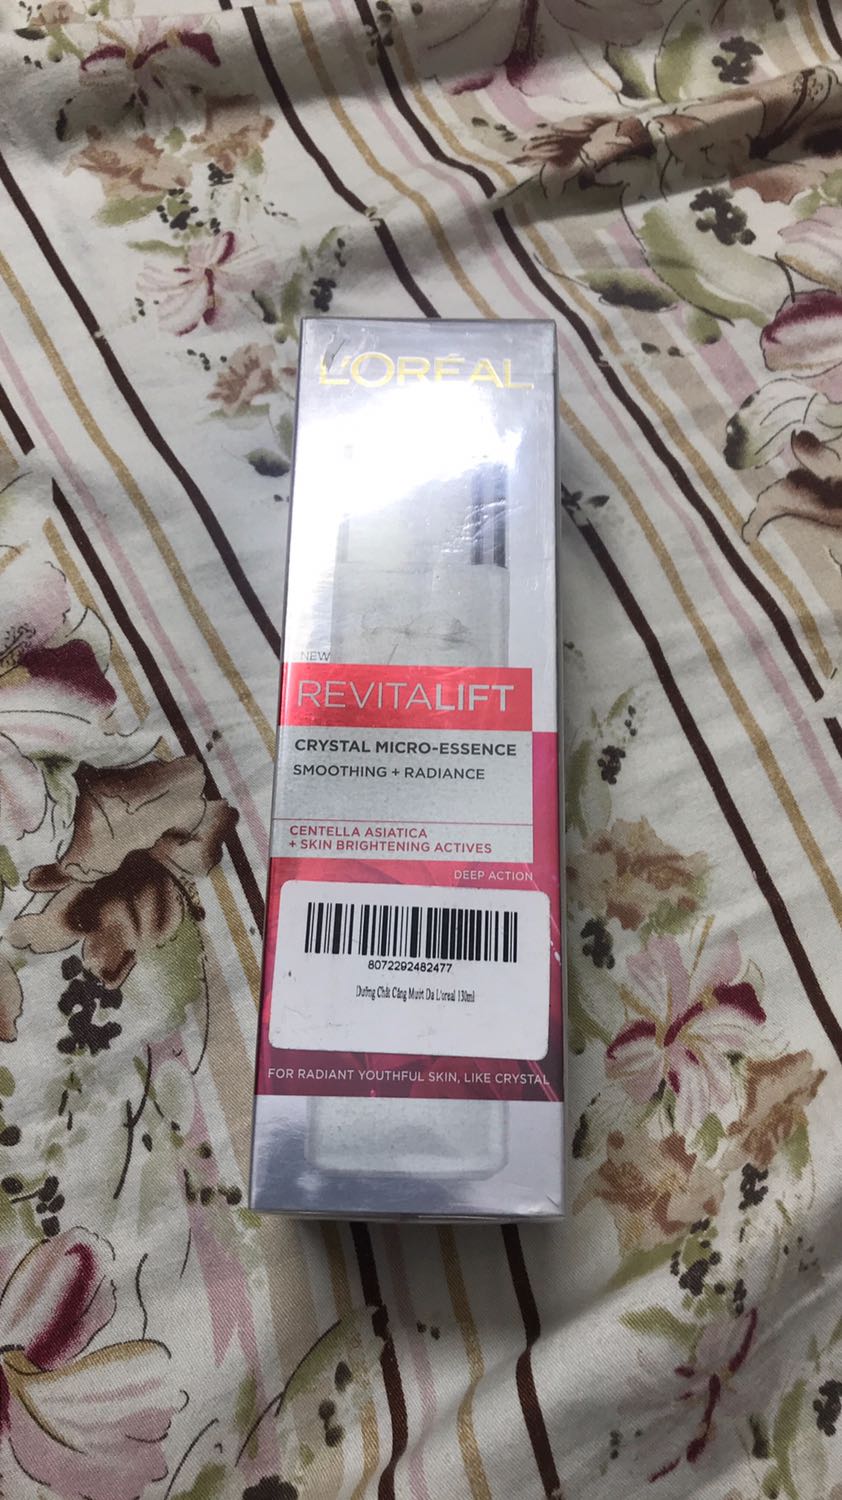 L'ORÉAL
NEW
REVITALIFT
CRYSTAL MICRO-ESSENCE
SMOOTHING + RADIANCE
CENTELLA ASIATICA
+ SKIN BRIGHTENING ACTIVES
DEEP ACTION
8072292482477
Dưỡng Chất Căng Mướt Da L'oreal 130ml
FOR RADIANT YOUTHFUL SKIN, LIKE CRYSTAL